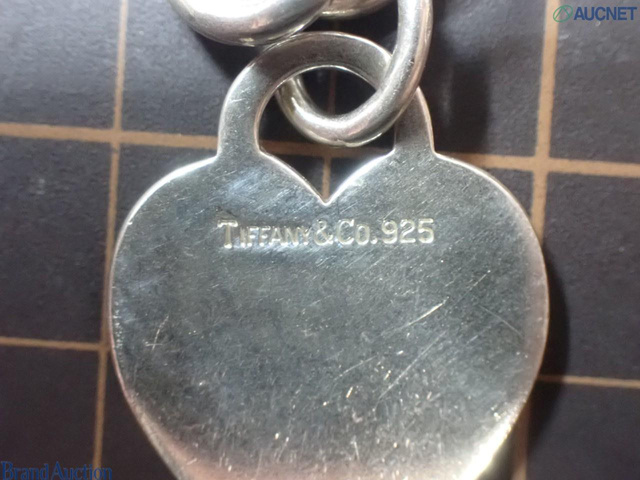 AUCNET
TIFFANY & CO. 925
Brand Auction